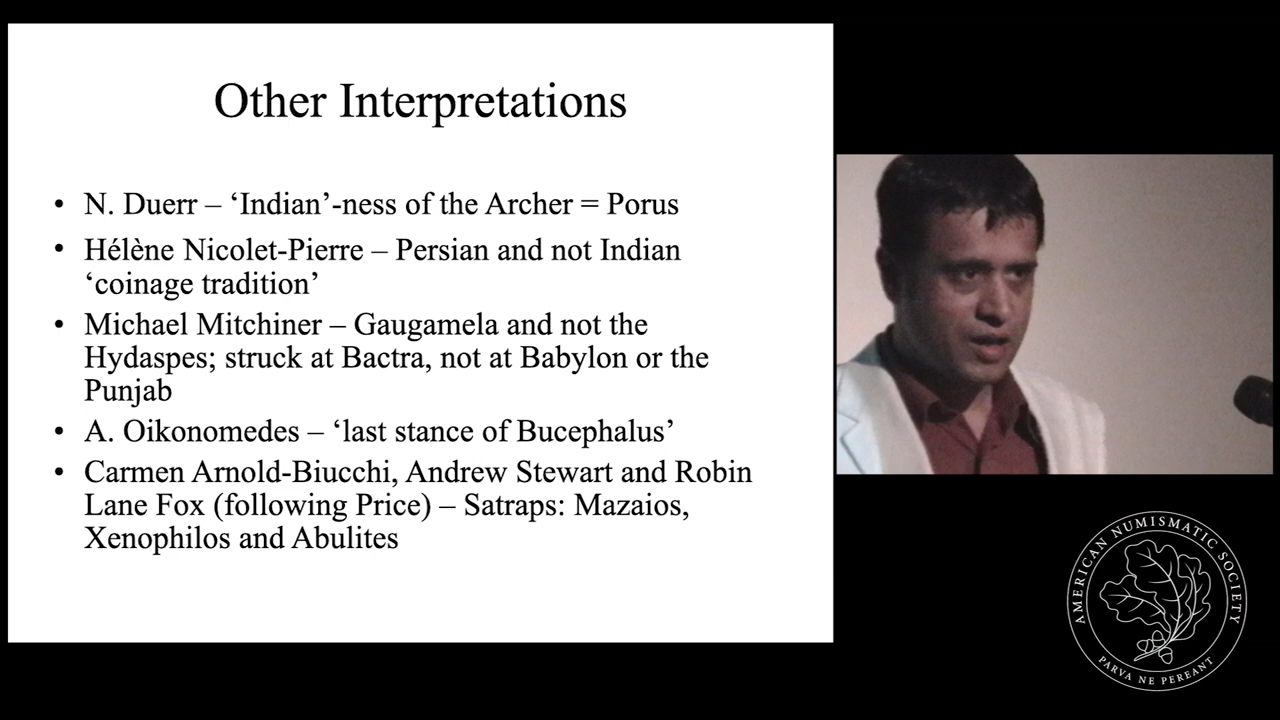 Other Interpretations
• N. Duerr – ‘Indian’-ness of the Archer = Porus
• Hélène Nicolet-Pierre – Persian and not Indian
‘coinage tradition’
• Michael Mitchiner – Gaugamela and not the
Hydaspes; struck at Bactra, not at Babylon or the
Punjab
• A. Oikonomedes – ‘last stance of Bucephalus’
• Carmen Arnold-Biucchi, Andrew Stewart and Robin
Lane Fox (following Price) – Satraps: Mazaios,
Xenophilos and Abulites
AMERICAN NUMISMATIC SOCIETY
PARVA NE PEREANT